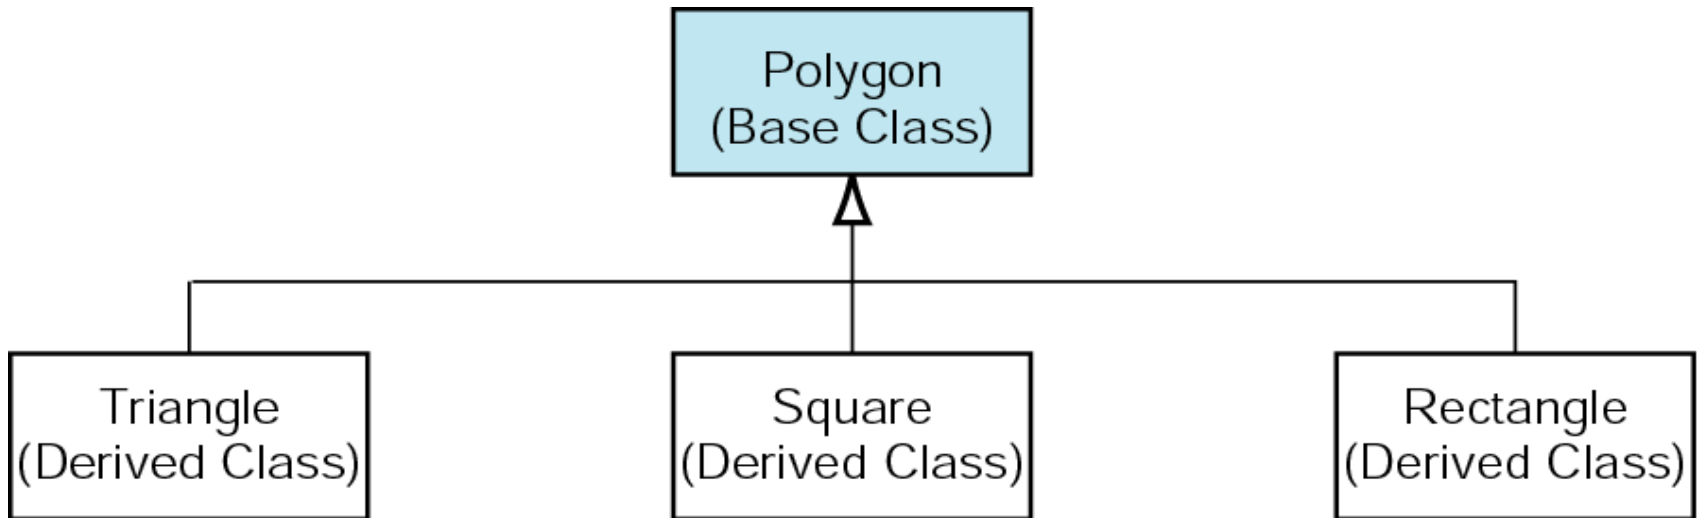 Polygon
(Base Class)
Triangle
(Derived Class)
Square
(Derived Class)
Rectangle
(Derived Class)